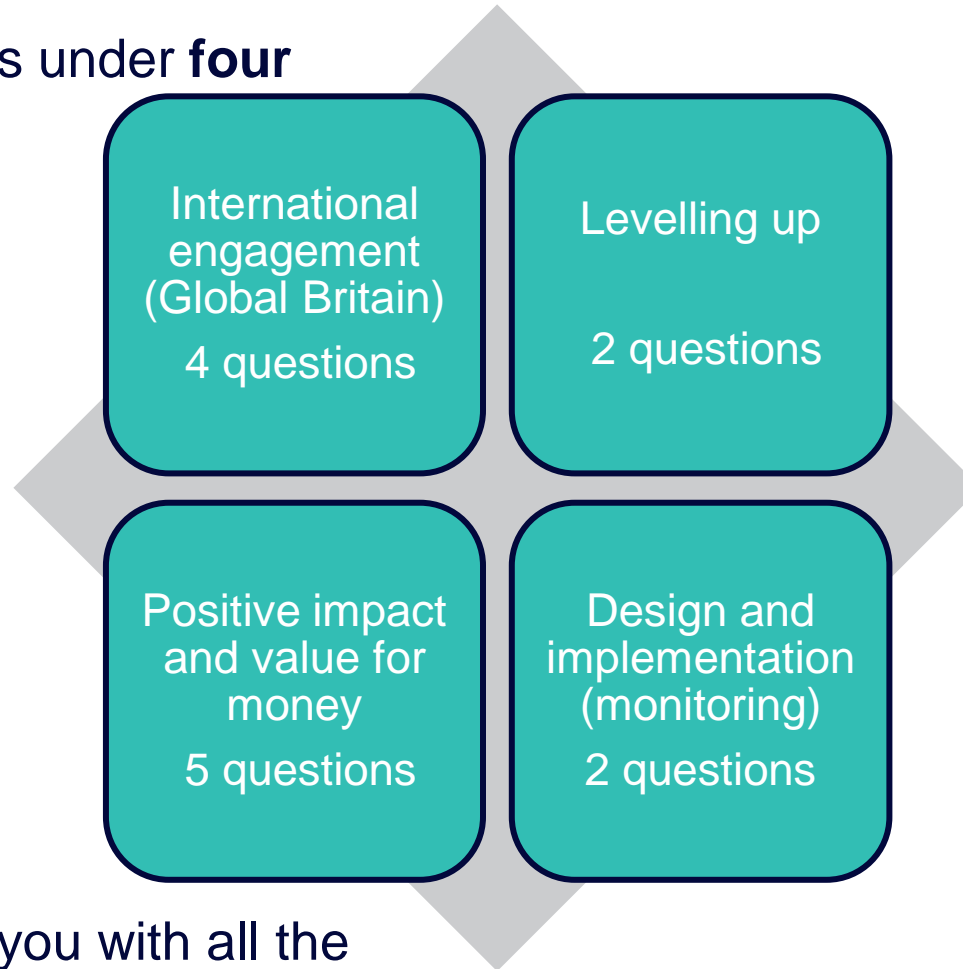 s under four
International
engagement
(Global Britain)
4 questions
Levelling up
2 questions
Positive impact
and value for
money
5 questions
Design and
implementation
(monitoring)
2 questions
you with all the